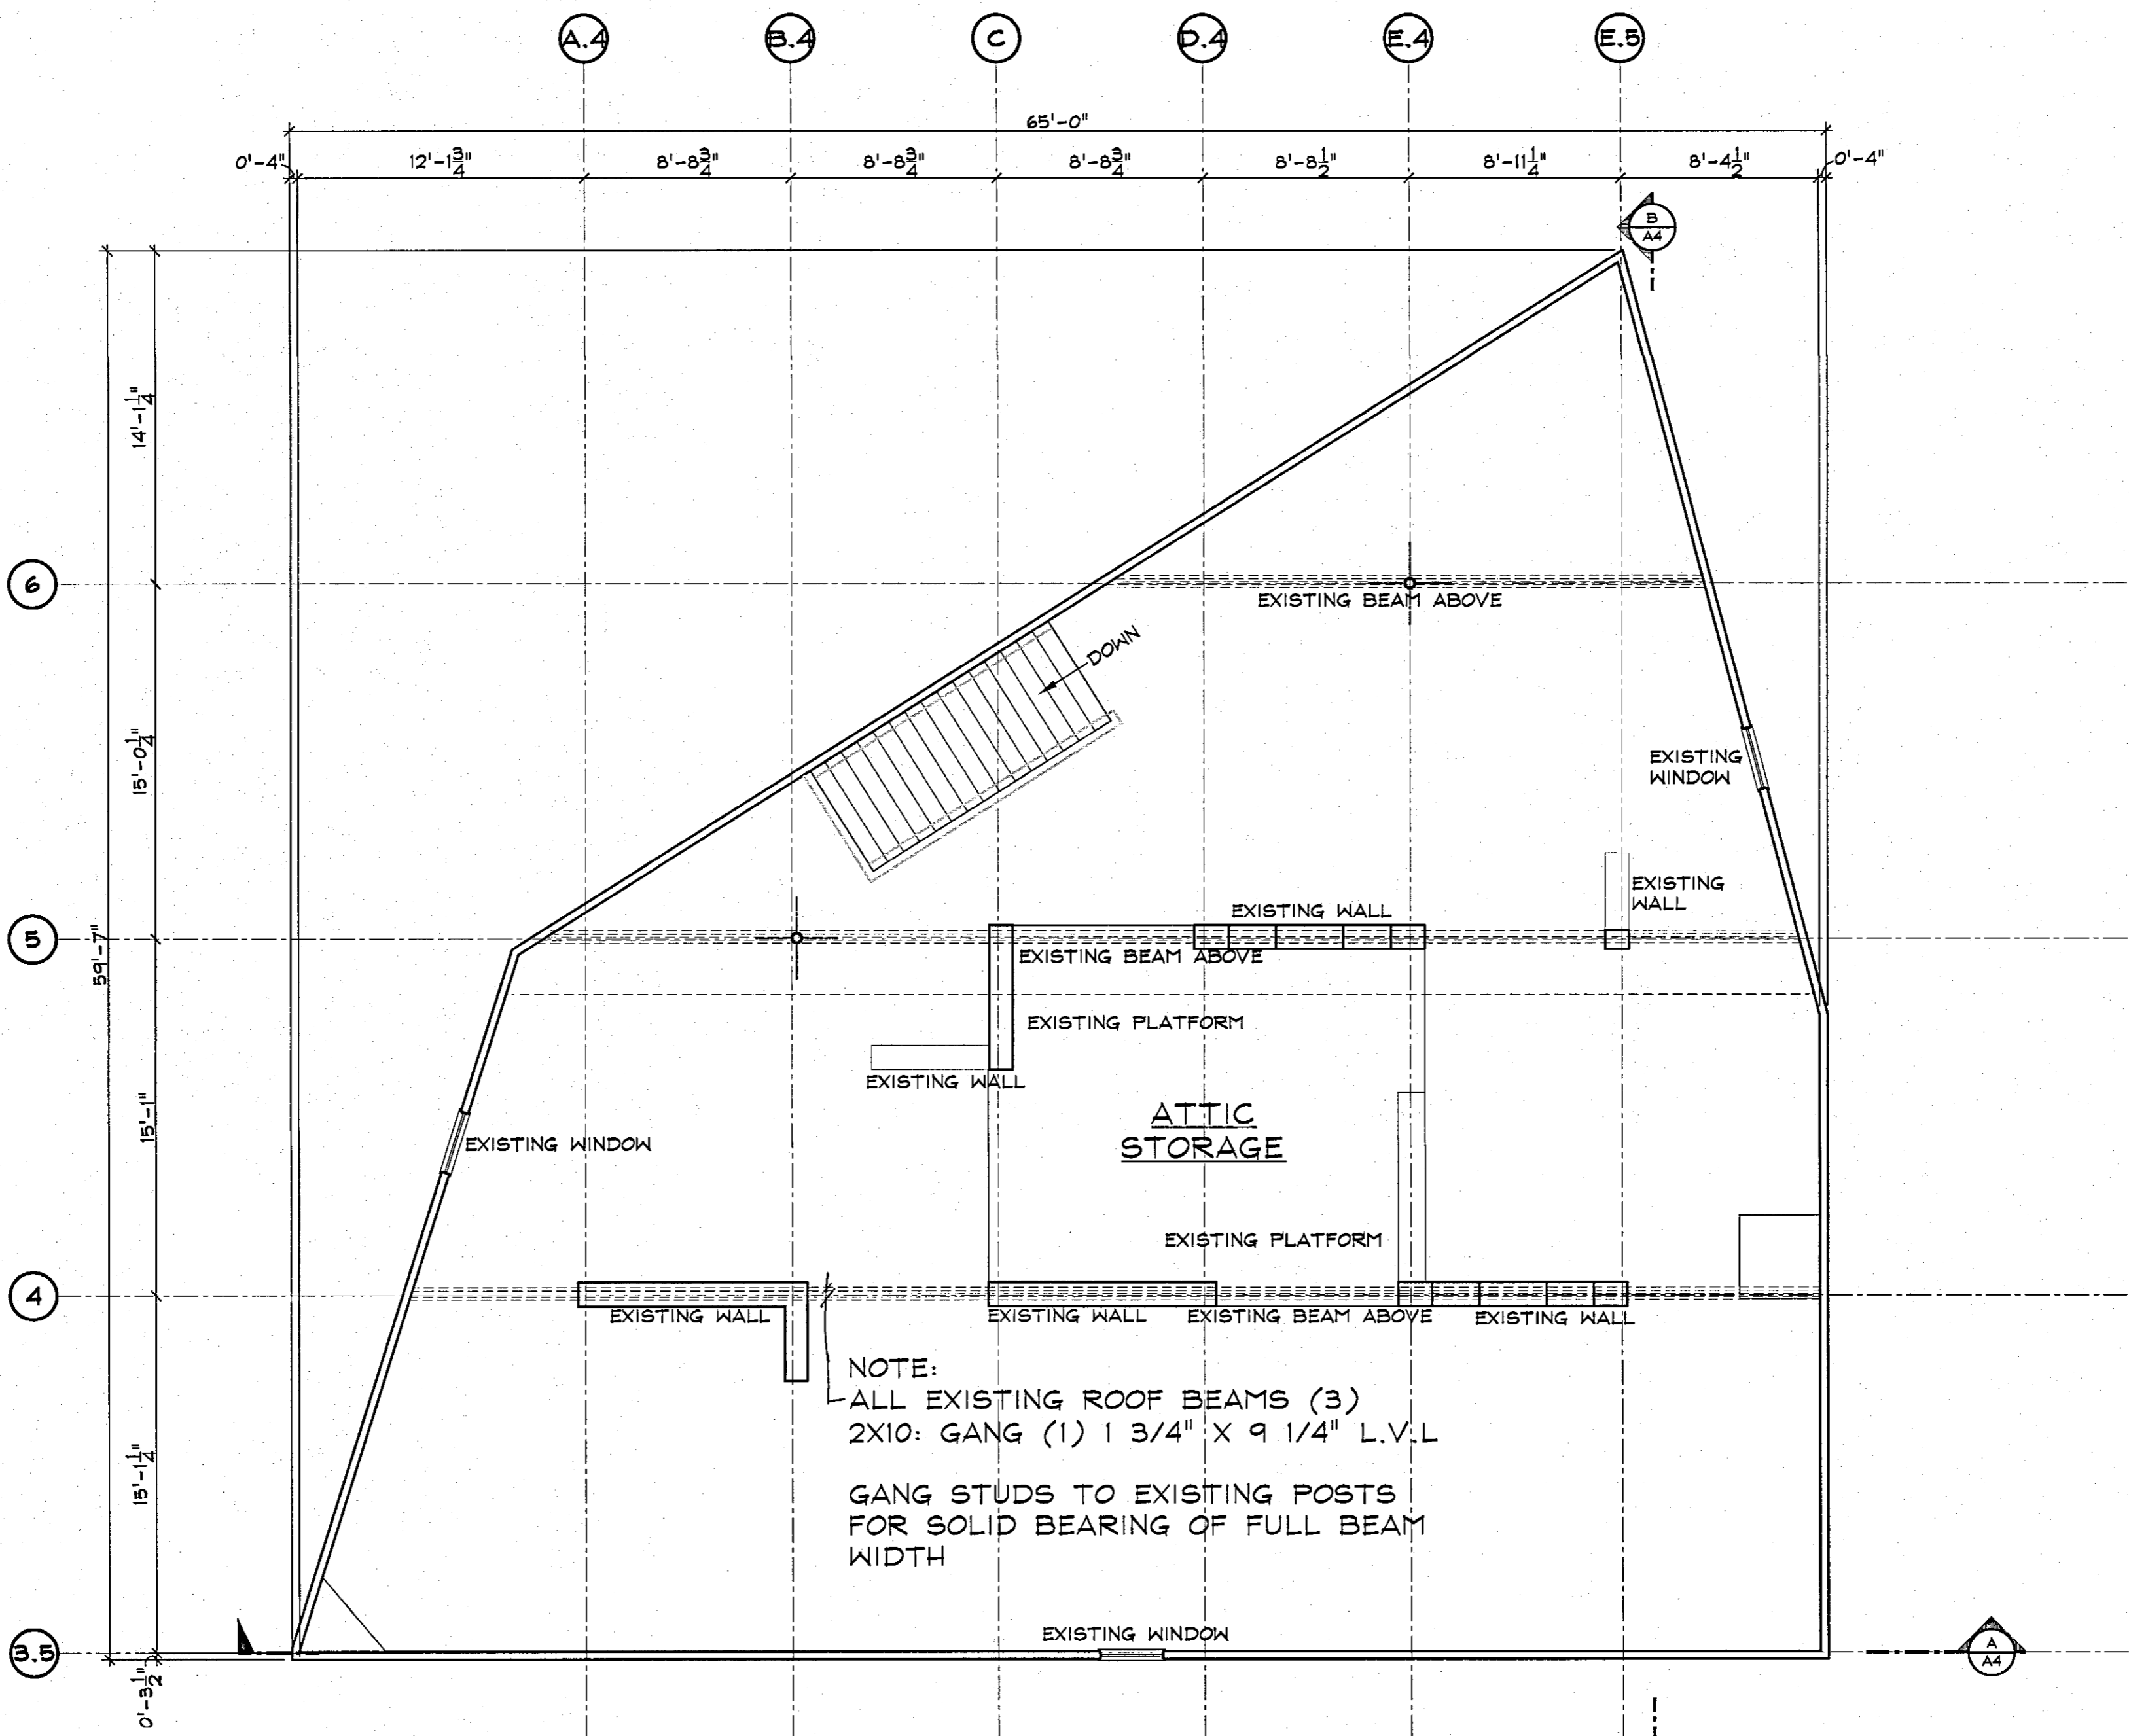 A.4 B.4 C D.4 E.4 E.5
65'-0"
0'-4" 12'-1 3/4" 8'-8 3/4" 8'-8 3/4" 8'-8 3/4" 8'-8 1/2" 8'-11 1/4" 8'-4 1/2" 0'-4"
B
A4
14'-1 1/4"
6
EXISTING BEAM ABOVE
DOWN
15'-0 1/4"
EXISTING
WINDOW
EXISTING
WALL
EXISTING WALL
5
59'-7"
EXISTING BEAM ABOVE
EXISTING PLATFORM
EXISTING WALL
15'-1"
ATTIC
STORAGE
EXISTING WINDOW
EXISTING PLATFORM
4
EXISTING WALL EXISTING WALL EXISTING BEAM ABOVE EXISTING WALL
NOTE:
ALL EXISTING ROOF BEAMS (3)
2X10: GANG (1) 1 3/4" X 9 1/4" L.V.L
15'-1 1/4"
GANG STUDS TO EXISTING POSTS
FOR SOLID BEARING OF FULL BEAM
WIDTH
EXISTING WINDOW
3.5
A
A4
0'-3 1/2"